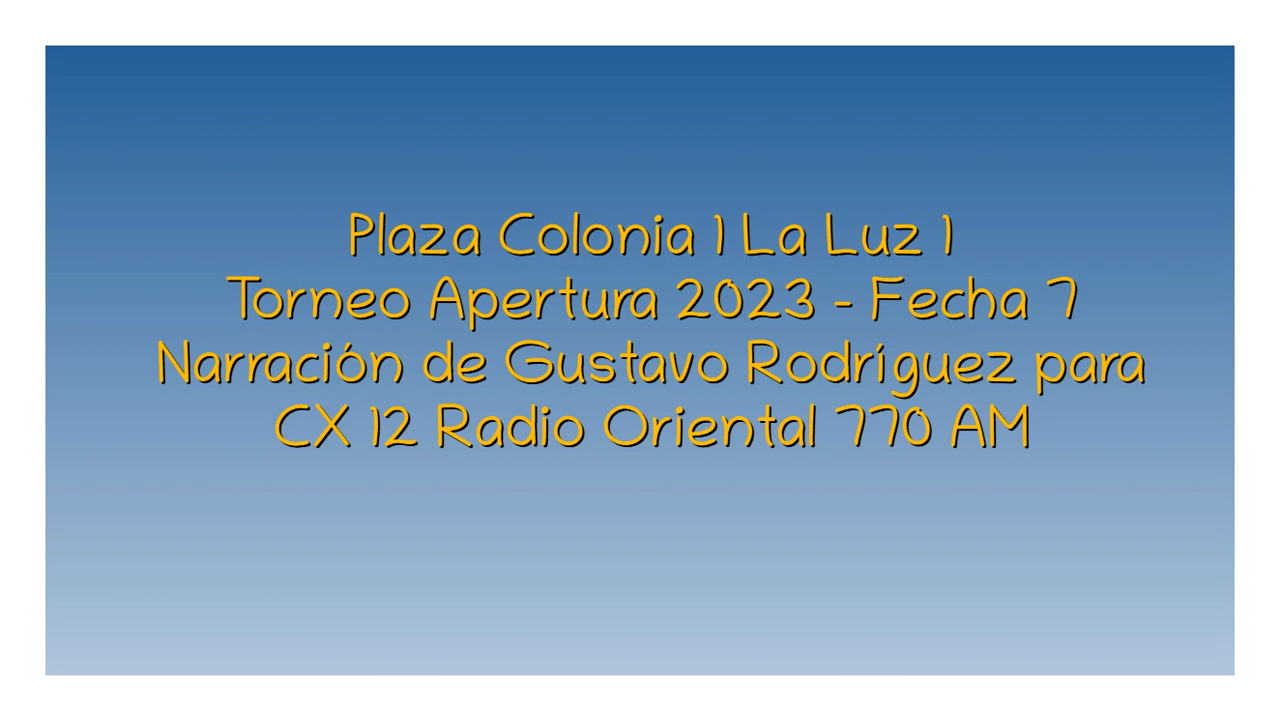 Plaza Colonia 1 La Luz 1
Torneo Apertura 2023 - Fecha 7
Narración de Gustavo Rodríguez para
CX 12 Radio Oriental 770 AM